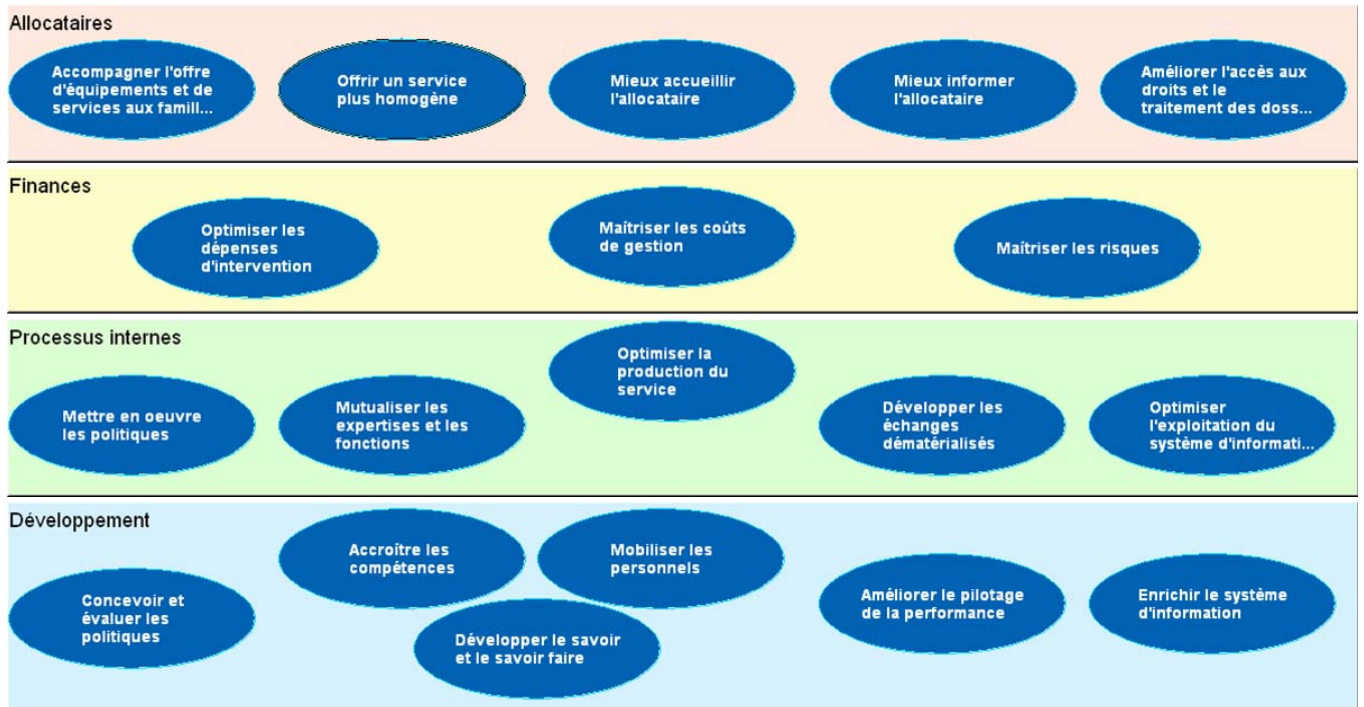 Allocataires
Accompagner l'offre
d'équipements et de
services aux famill...
Offrir un service
plus homogène
Mieux accueillir
l'allocataire
Mieux informer
l'allocataire
Améliorer l'accès aux
droits et le
traitement des doss...
Finances
Optimiser les
dépenses
d'intervention
Maîtriser les coûts
de gestion
Maîtriser les risques
Processus internes
Mettre en oeuvre
les politiques
Mutualiser les
expertises et les
fonctions
Optimiser la
production du
service
Développer les
échanges
dématérialisés
Optimiser
l'exploitation du
système d'informati...
Développement
Concevoir et
évaluer les
politiques
Accroître les
compétences
Développer le savoir
et le savoir faire
Mobiliser les
personnels
Améliorer le pilotage
de la performance
Enrichir le système
d'information